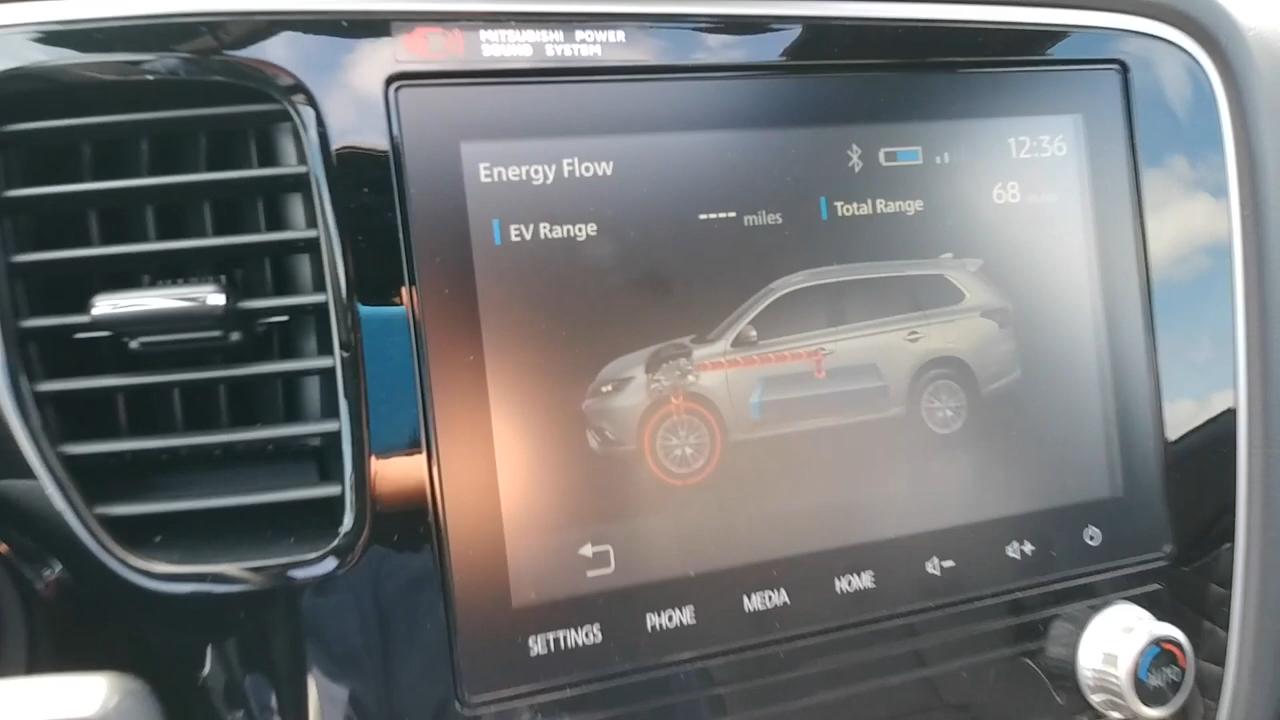 MITSUBISHI POWER
SOUND SYSTEM
Energy Flow
12:36
EV Range ---- miles
Total Range 68
SETTINGS
PHONE
MEDIA
HOME